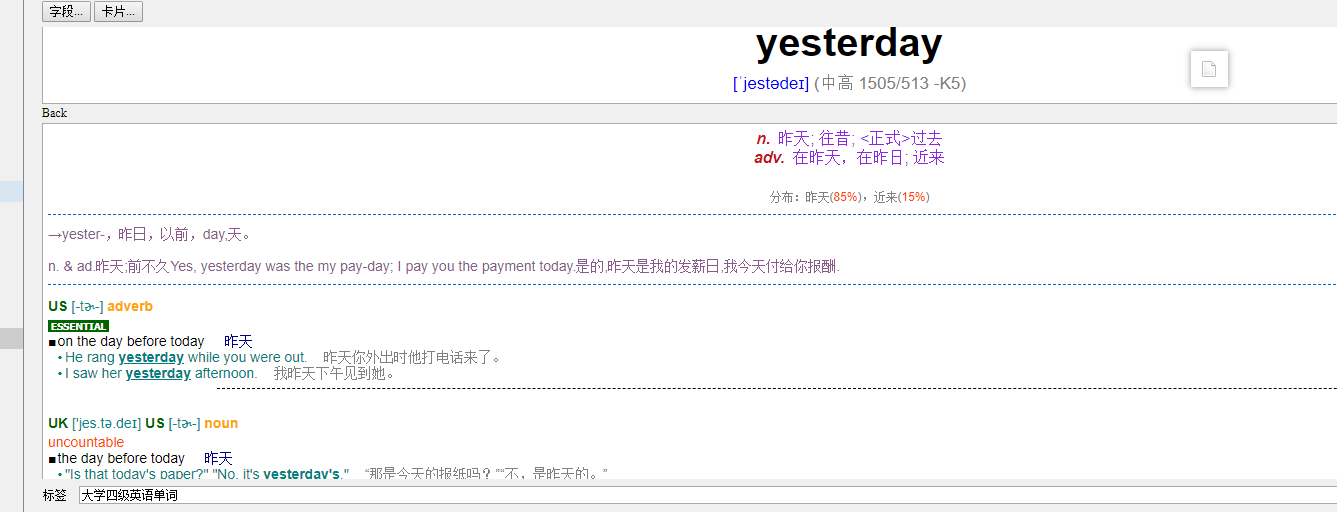 字段... 卡片...
yesterday
[ˈjestədeɪ] (中高 1505/513 -K5)
Back
n. 昨天; 往昔; <正式>过去
adv. 在昨天，在昨日; 近来
分布：昨天(85%)，近来(15%)
→yester-，昨日，以前，day,天。
n. & ad.昨天;前不久Yes, yesterday was the my pay-day; I pay you the payment today.是的,昨天是我的发薪日,我今天付给你报酬.
US [-tɚ-] adverb
ESSENTIAL
■on the day before today 昨天
•He rang yesterday while you were out. 昨天你外出时他打电话来了。
•I saw her yesterday afternoon. 我昨天下午见到她。
UK ['jes.tə.deɪ] US [-tɚ-] noun
uncountable
■the day before today 昨天
•"Is that today's paper?" "No, it's yesterday's." “那是今天的报纸吗？”“不，是昨天的。”
标签 大学四级英语单词